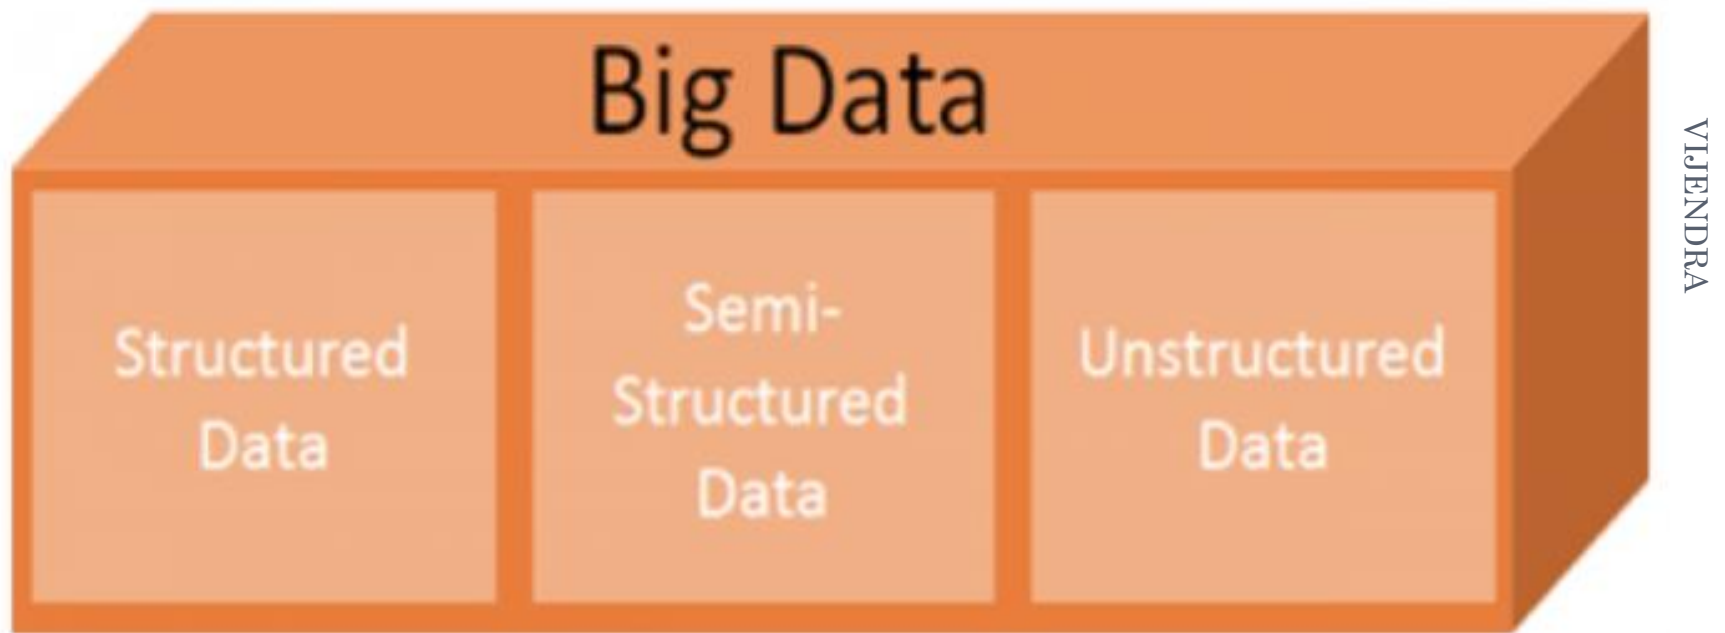 Big Data
Structured
Data
Semi-
Structured
Data
Unstructured
Data
VIJENDRA